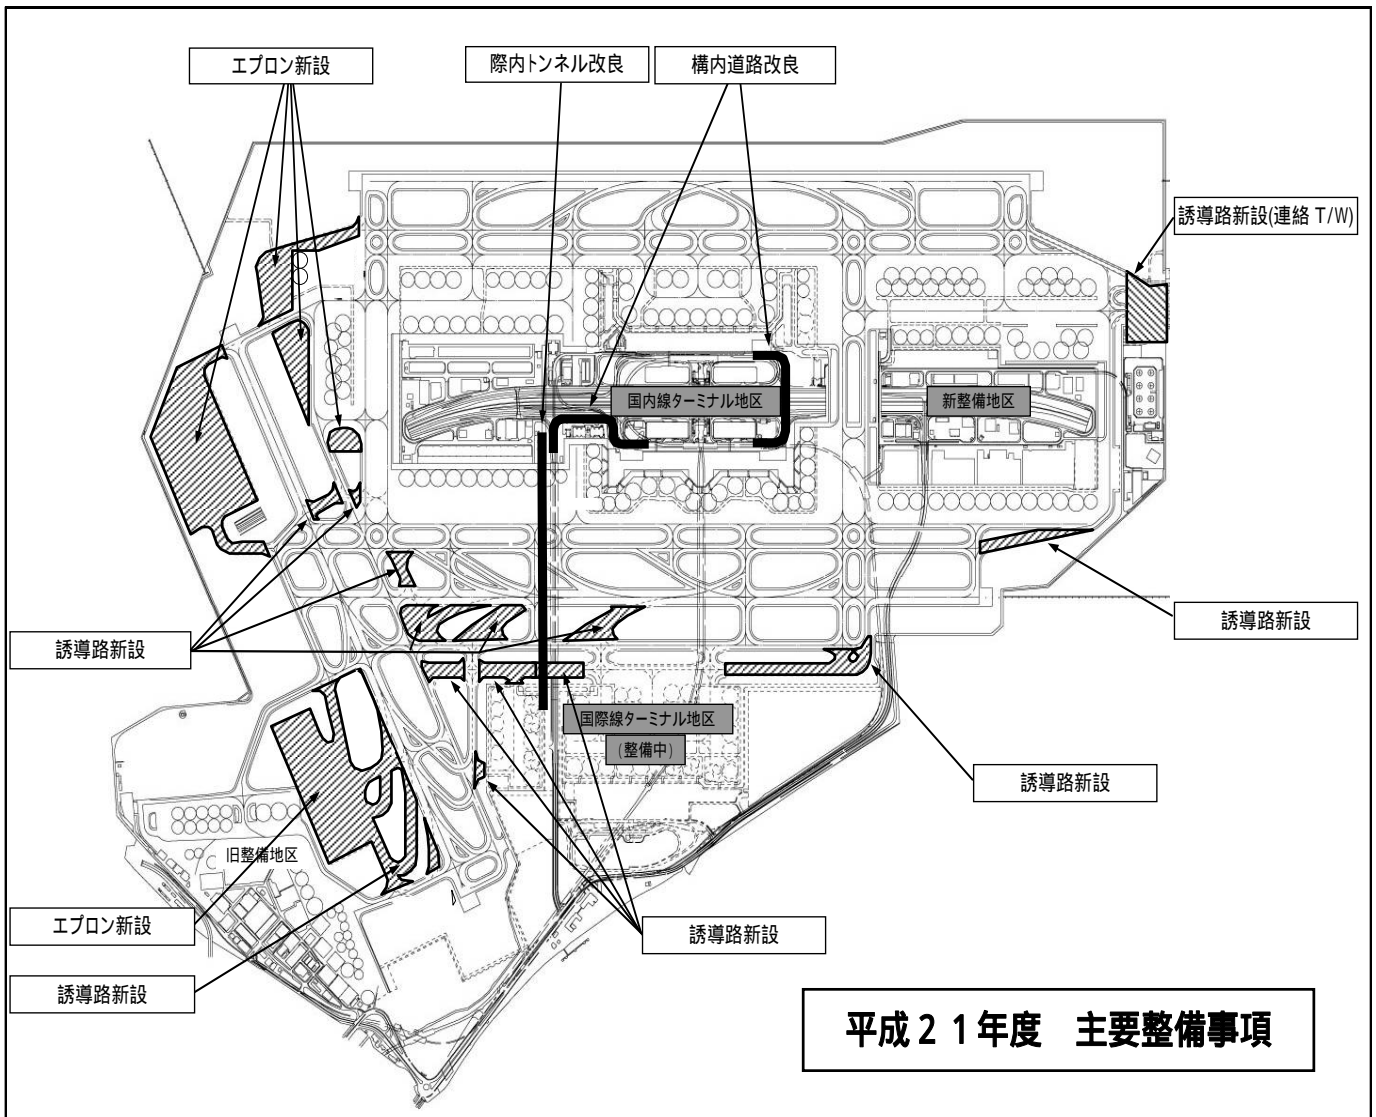 エプロン新設
際内トンネル改良
構内道路改良
誘導路新設(連絡 T/W)
国内線ターミナル地区
新整備地区
誘導路新設
誘導路新設
国際線ターミナル地区
(整備中)
誘導路新設
旧整備地区
エプロン新設
誘導路新設
誘導路新設
平成21年度 主要整備事項